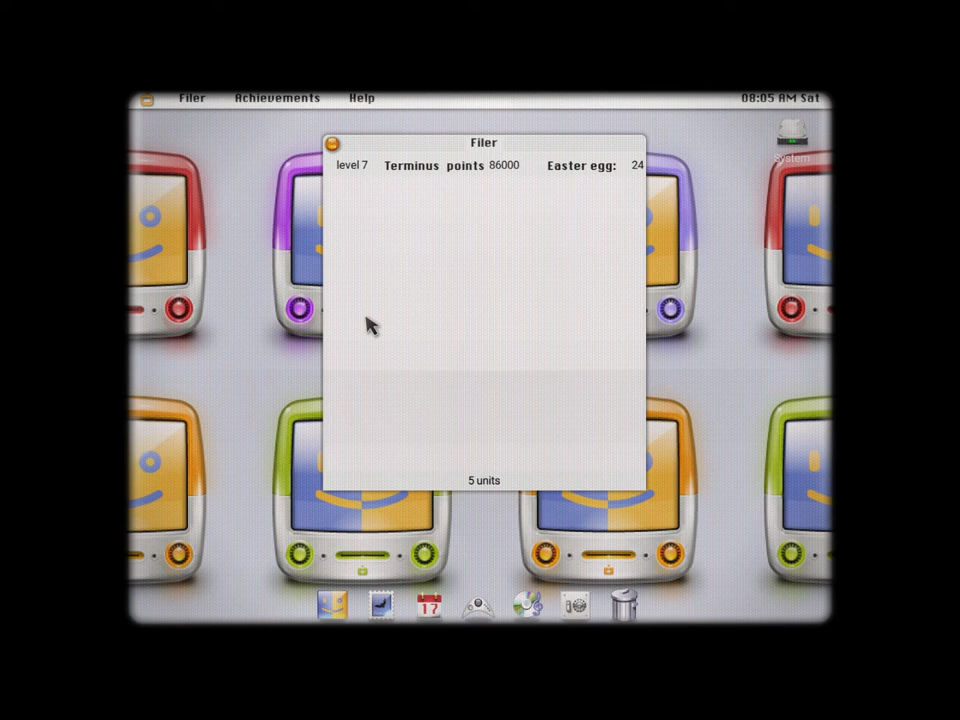 Filer Achievements Help 08:05 AM Sat
Filer
level 7 Terminus points 86000 Easter egg: 24
System
17
5 units